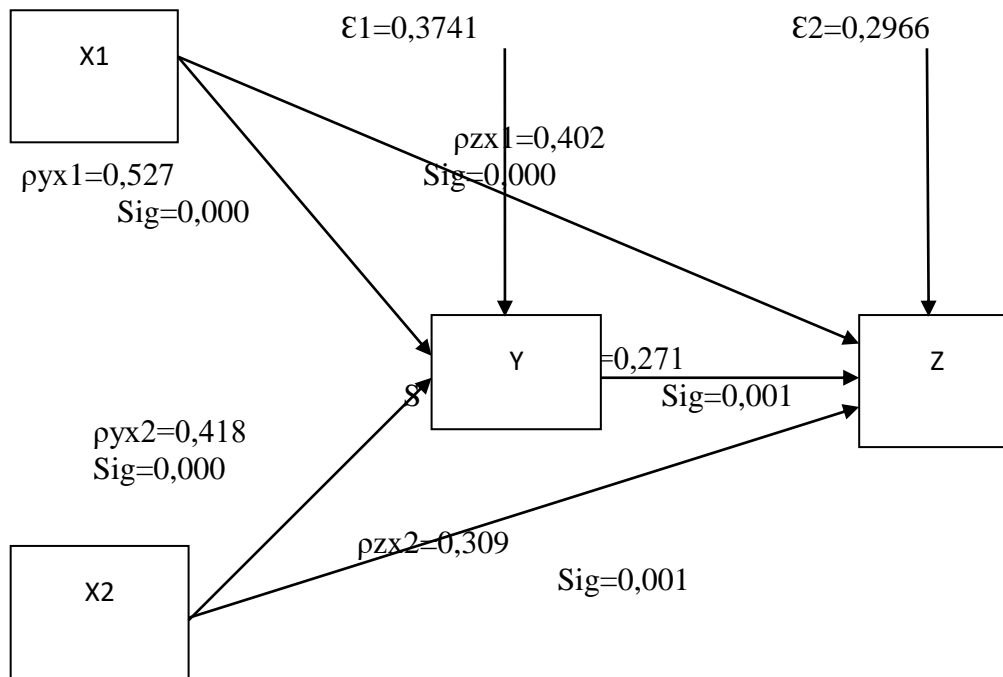 X1
Ɛ1=0,3741
Ɛ2=0,2966
ρzx1=0,402
Sig=0,000
ρyx1=0,527
Sig=0,000
Y
=0,271
Z
S
Sig=0,001
ρyx2=0,418
Sig=0,000
ρzx2=0,309
Sig=0,001
X2